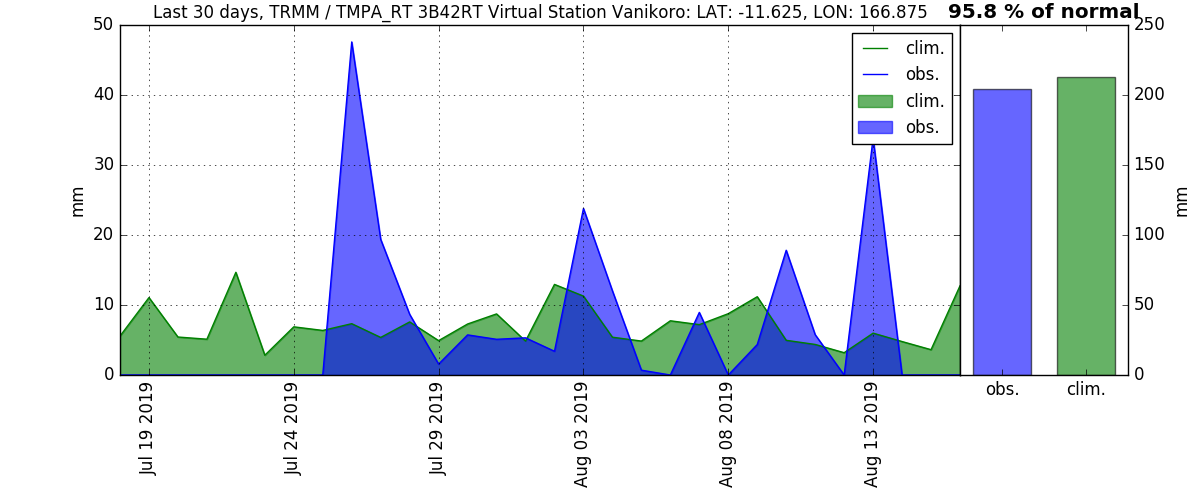 Last 30 days, TRMM / TMPA_RT 3B42RT Virtual Station Vanikoro: LAT: -11.625, LON: 166.875
95.8 % of normal
50
40
30
20
10
0
mm
clim.
obs.
clim.
obs.
Jul 19 2019
Jul 24 2019
Jul 29 2019
Aug 03 2019
Aug 08 2019
Aug 13 2019
250
200
150
100
50
0
mm
obs.
clim.